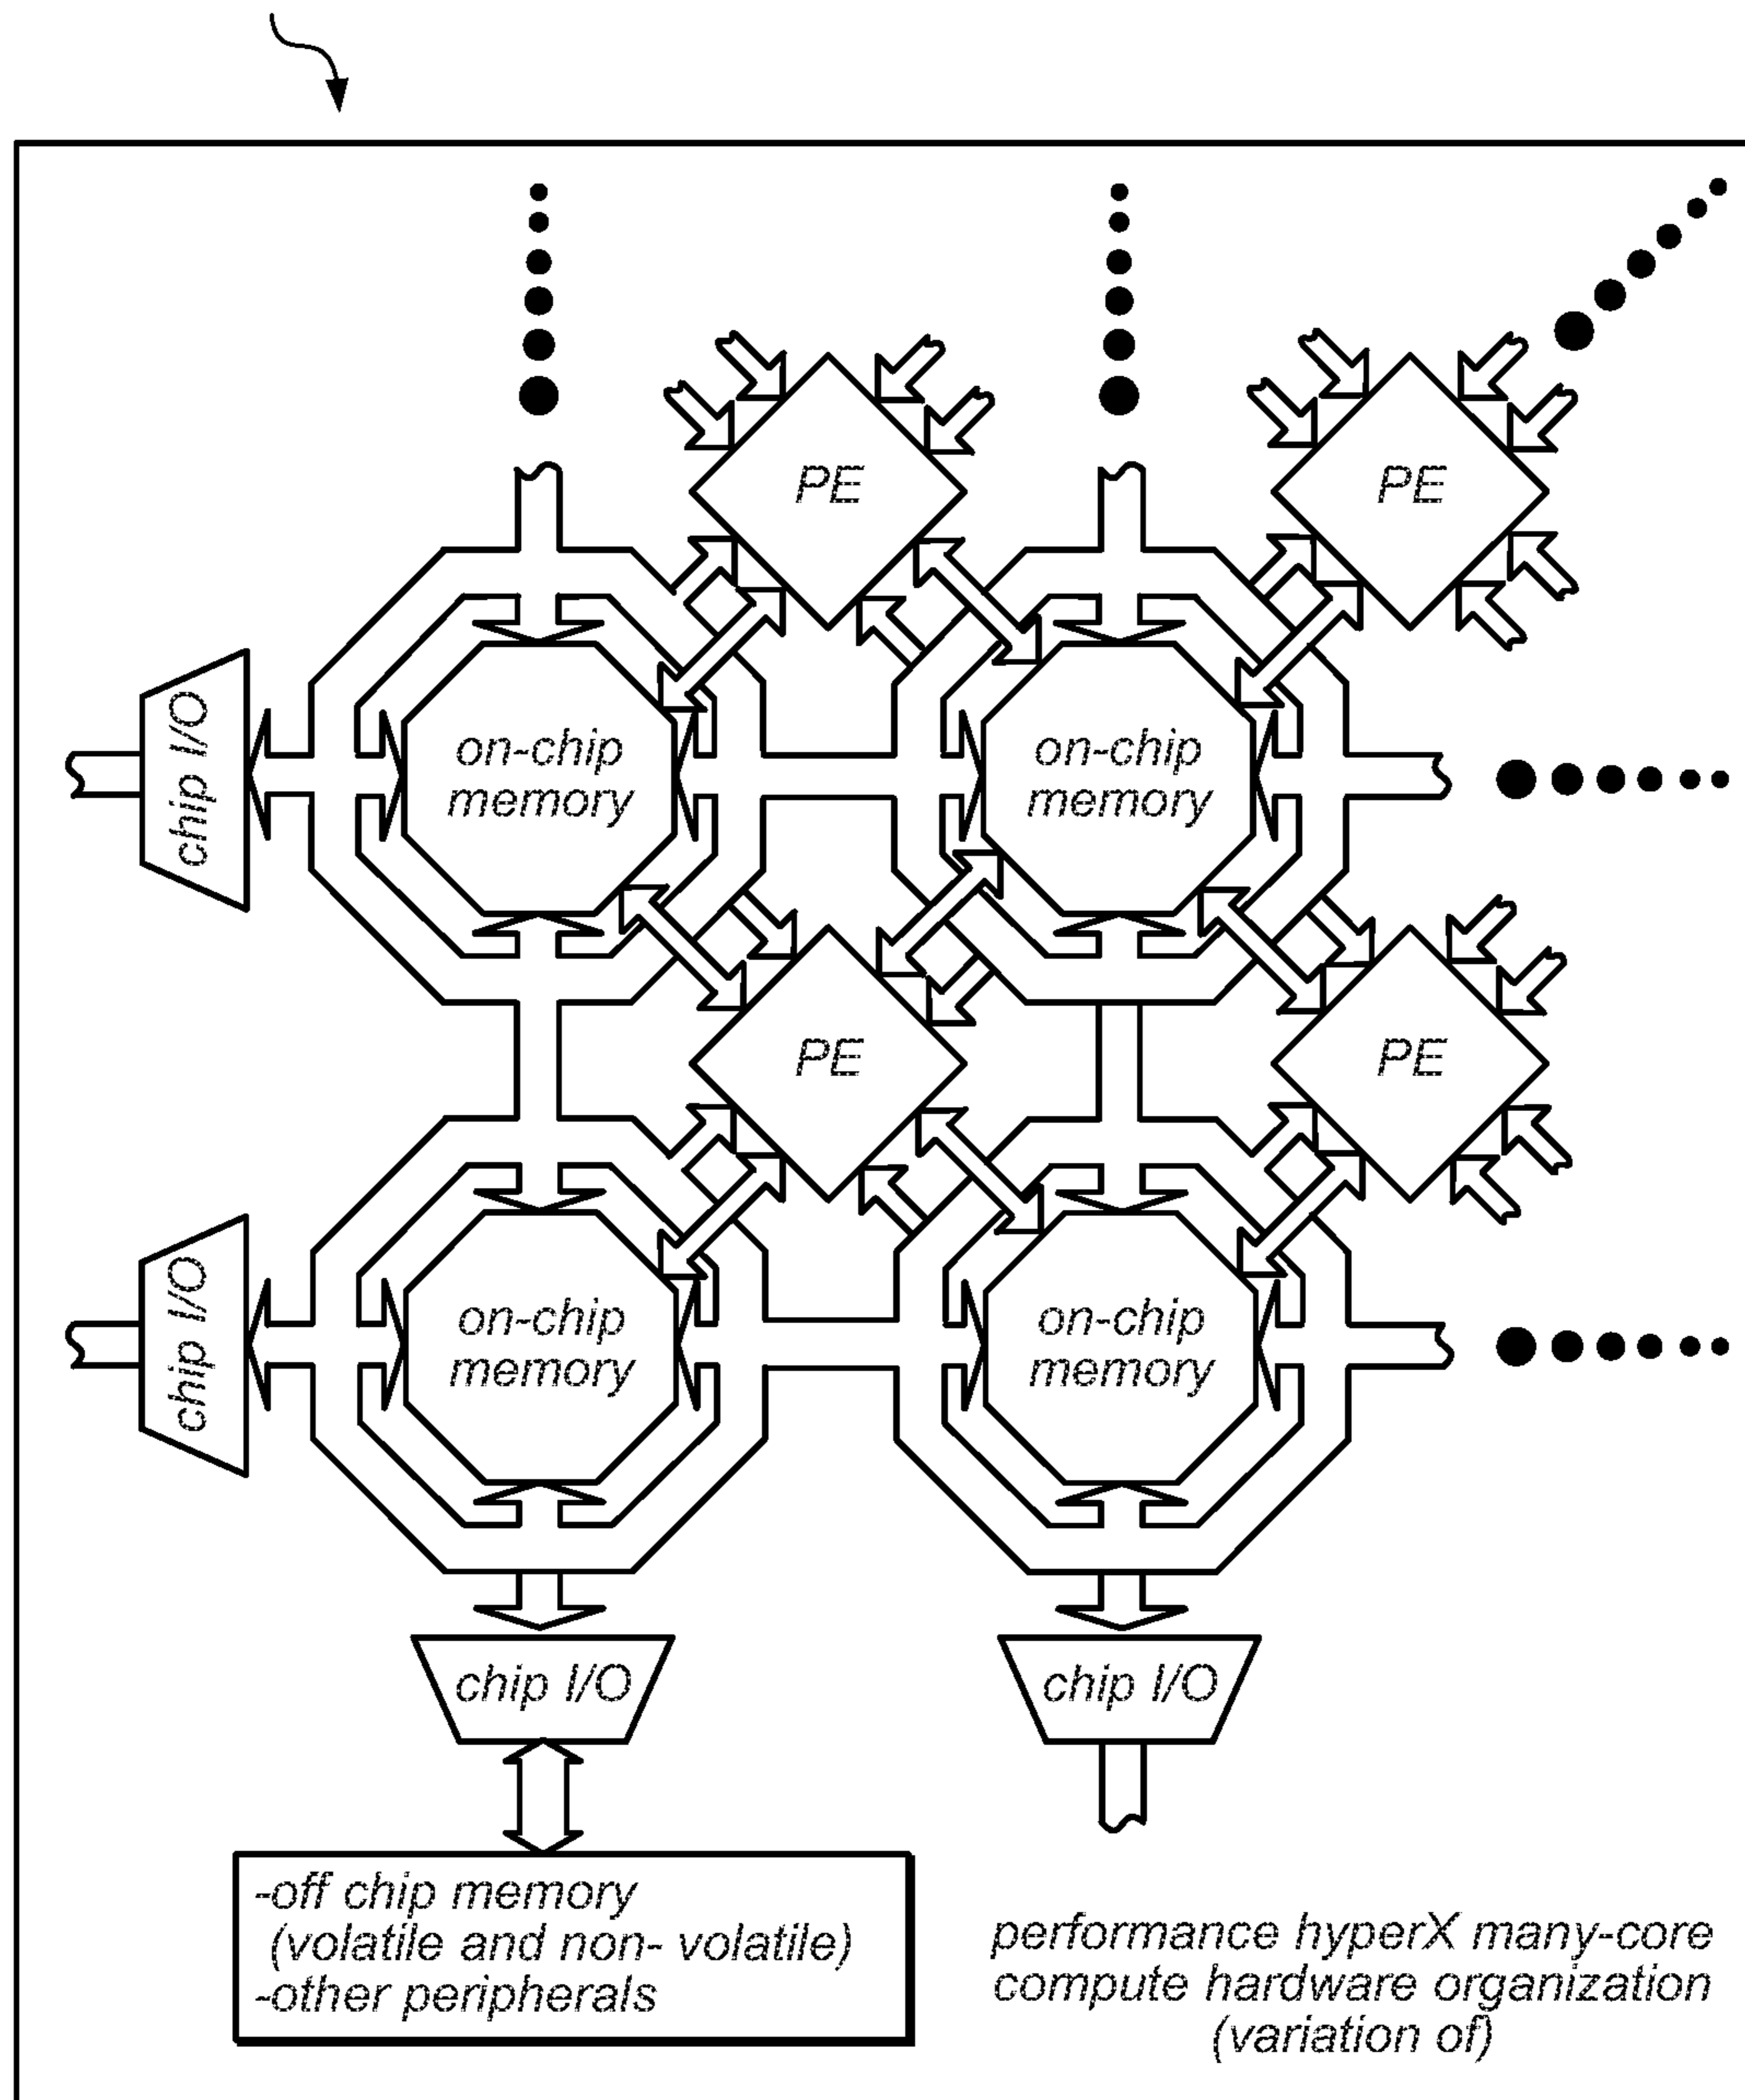 PE
PE
chip I/O
on-chip
memory
on-chip
memory
PE
PE
chip I/O
on-chip
memory
on-chip
memory
chip I/O
chip I/O
-off chip memory
(volatile and non- volatile)
-other peripherals
performance hyperX many-core
compute hardware organization
(variation of)